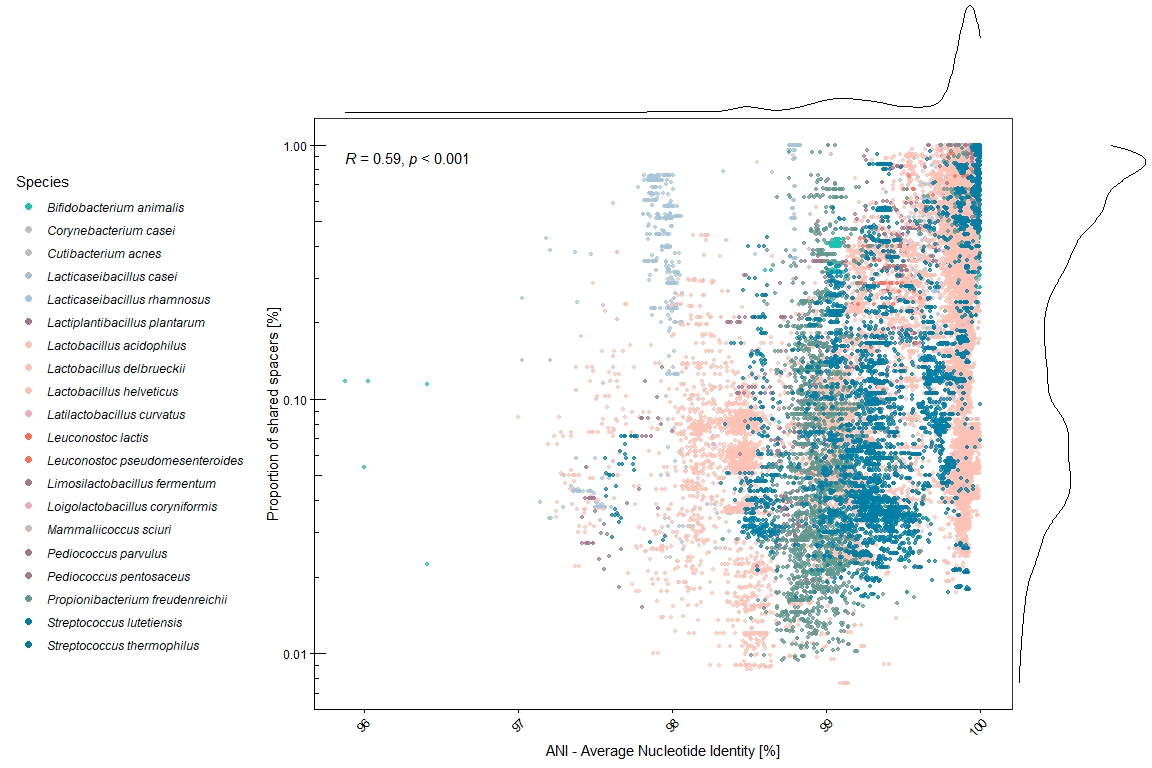 R = 0.59, p < 0.001
Species
Bifidobacterium animalis
Corynebacterium casei
Cutibacterium acnes
Lacticaseibacillus casei
Lacticaseibacillus rhamnosus
Lactiplantibacillus plantarum
Lactobacillus acidophilus
Lactobacillus delbrueckii
Lactobacillus helveticus
Latilactobacillus curvatus
Leuconostoc lactis
Leuconostoc pseudomesenteroides
Limosilactobacillus fermentum
Loigolactobacillus coryniformis
Mammaliicoccus sciuri
Pediococcus parvulus
Pediococcus pentosaceus
Propionibacterium freudenreichii
Streptococcus lutetiensis
Streptococcus thermophilus
Proportion of shared spacers [%]
1.00
0.10
0.01
96
97
98
99
100
ANI - Average Nucleotide Identity [%]